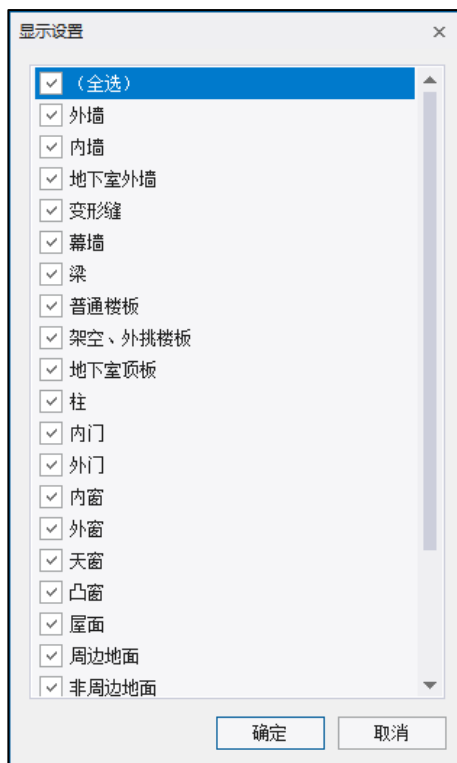 显示设置
（全选）
外墙
内墙
地下室外墙
变形缝
幕墙
梁
普通楼板
架空、外挑楼板
地下室顶板
柱
内门
外门
内窗
外窗
天窗
凸窗
屋面
周边地面
非周边地面
确定
取消